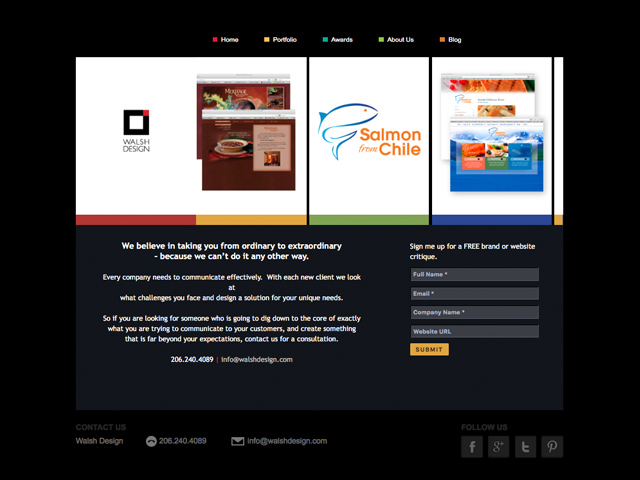 Home Portfolio Awards About Us Blog
WALSH
DESIGN
Salmon
from Chile
We believe in taking you from ordinary to extraordinary
- because we can't do it any other way.
Every company needs to communicate effectively. With each new client we look
at
what challenges you face and design a solution for your unique needs.
So if you are looking for someone who is going to dig down to the core of exactly
what you are trying to communicate to your customers, and create something
that is far beyond your expectations, contact us for a consultation.
206.240.4089 | info@walshdesign.com
Sign me up for a FREE brand or website
critique.
Full Name *
Email *
Company Name *
Website URL
SUBMIT
CONTACT US
Walsh Design 206.240.4089 info@walshdesign.com
FOLLOW US